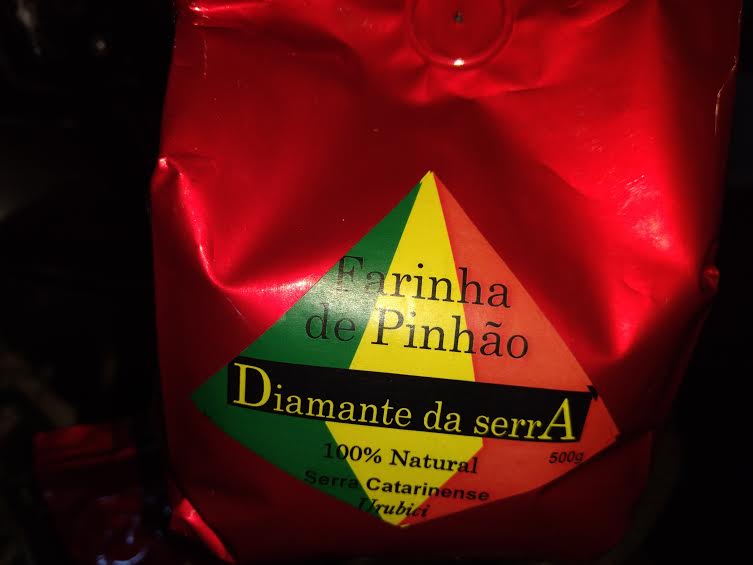 Farinha
de Pinhão
Diamante da serrA
100% Natural
500g
Serra Catarinense
Urubici